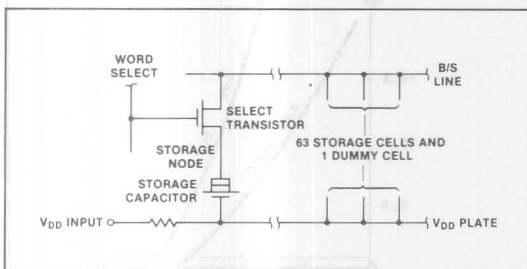 WORD
SELECT
B/S
LINE
SELECT
TRANSISTOR
63 STORAGE CELLS AND
1 DUMMY CELL
STORAGE
NODE
STORAGE
CAPACITOR
VDD INPUT
VDD PLATE